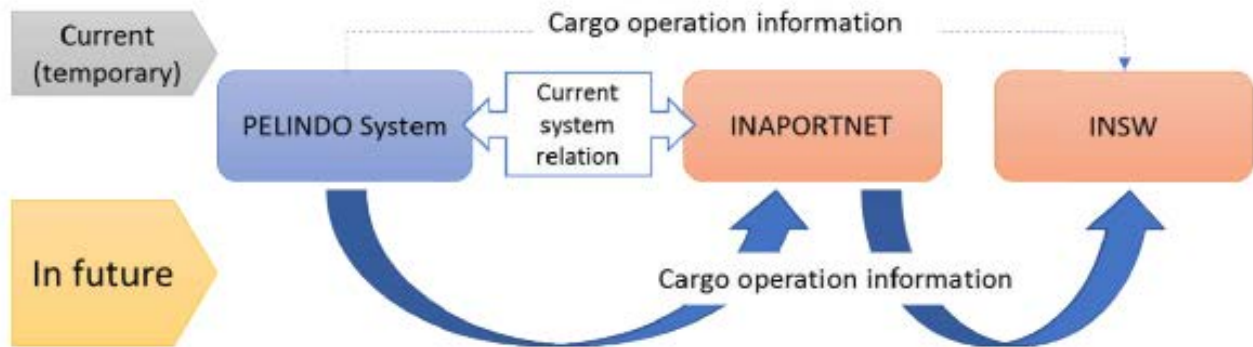 Current
(temporary)
Cargo operation information
PELINDO System
Current
system
relation
INAPORTNET
INSW
In future
Cargo operation information